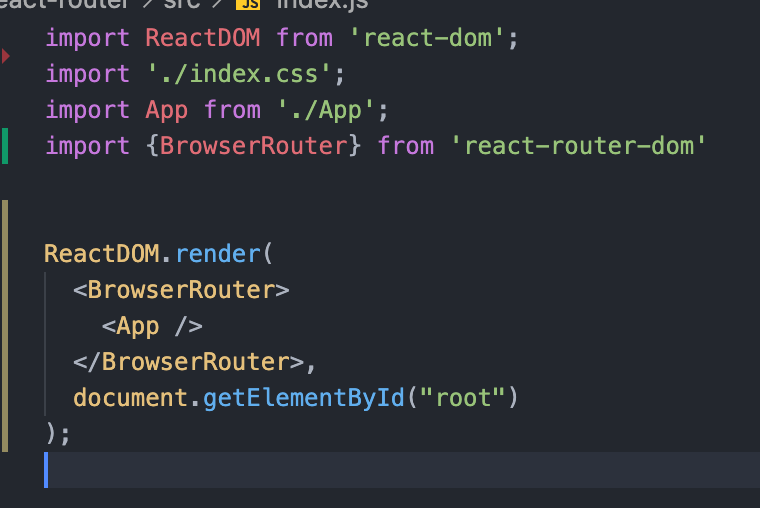 react-router > src > JS index.js
import ReactDOM from 'react-dom';
import './index.css';
import App from './App';
import {BrowserRouter} from 'react-router-dom'
ReactDOM.render(
<BrowserRouter>
<App />
</BrowserRouter>,
document.getElementById("root")
);